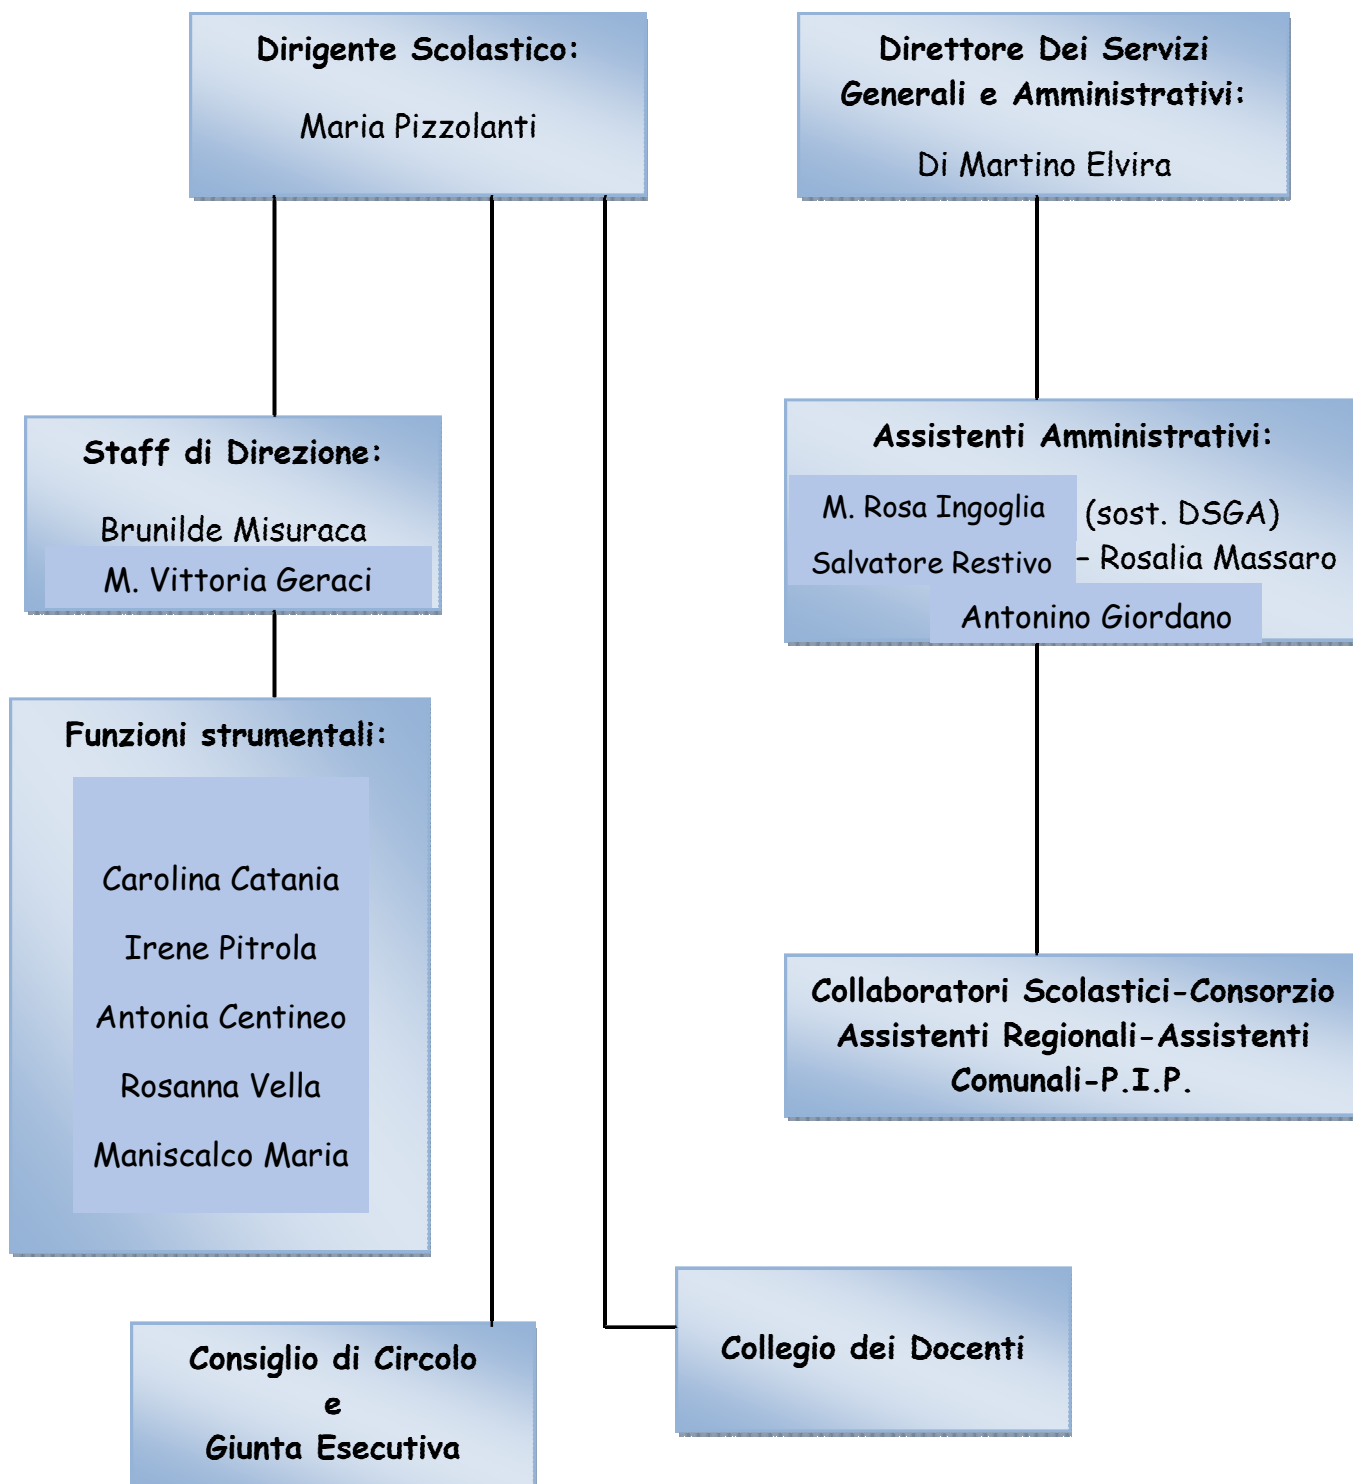 Dirigente Scolastico:
Maria Pizzolanti
Direttore Dei Servizi
Generali e Amministrativi:
Di Martino Elvira
Staff di Direzione:
Brunilde Misuraca
M. Vittoria Geraci
Assistenti Amministrativi:
M. Rosa Ingoglia (sost. DSGA)
Salvatore Restivo – Rosalia Massaro
Antonino Giordano
Funzioni strumentali:
Carolina Catania
Irene Pitrola
Antonia Centineo
Rosanna Vella
Maniscalco Maria
Collaboratori Scolastici-Consorzio
Assistenti Regionali-Assistenti
Comunali-P.I.P.
Consiglio di Circolo
e
Giunta Esecutiva
Collegio dei Docenti